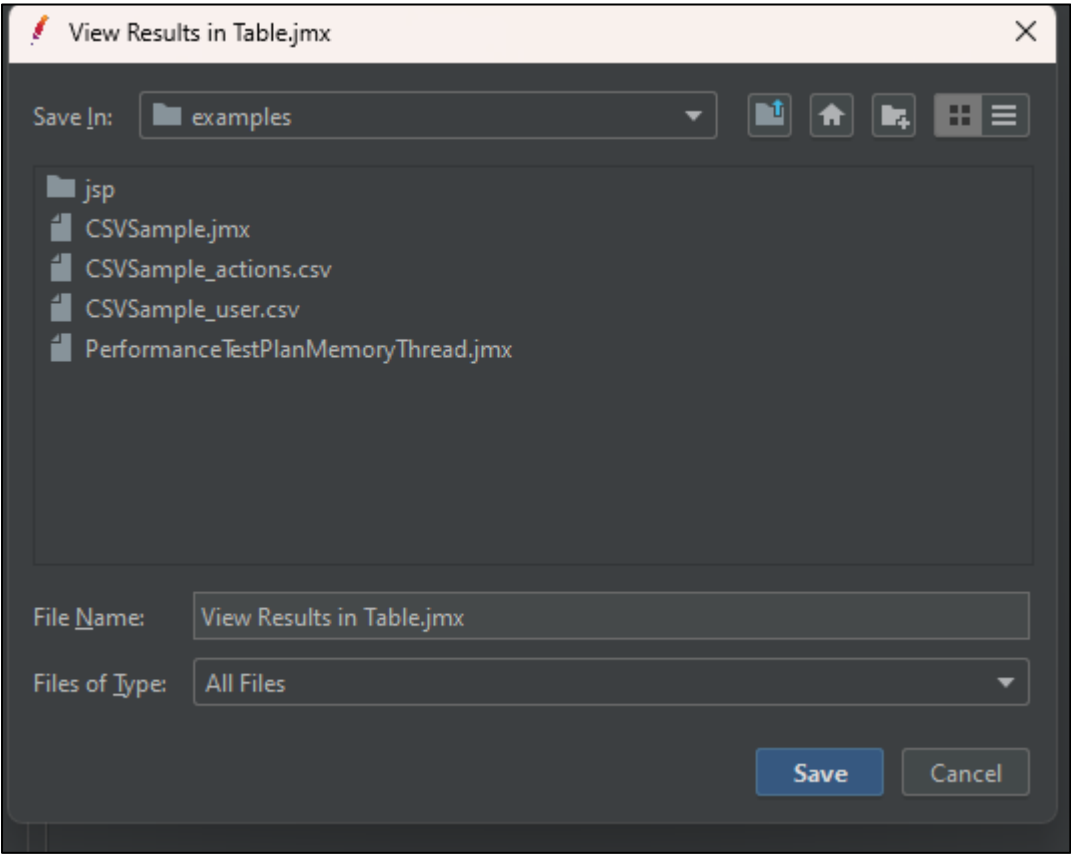 View Results in Table.jmx
Save In: examples
jsp
CSVSample.jmx
CSVSample_actions.csv
CSVSample_user.csv
PerformanceTestPlanMemoryThread.jmx
File Name: View Results in Table.jmx
Files of Type: All Files
Save Cancel